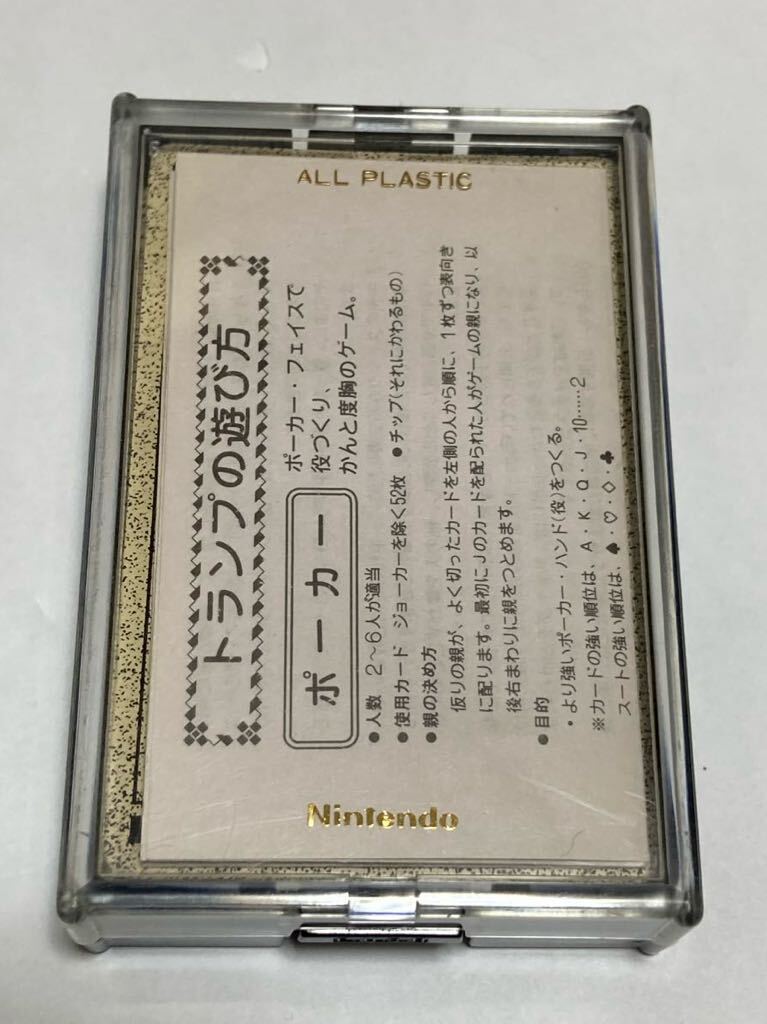 ALL PLASTIC
トランプの遊び方
ポーカー
ポーカー・フェイスで
役づくり、
かんと度胸のゲーム。
●人数 2〜6人が適当
●使用カード ジョーカーを除く52枚 ●チップ(それにかわるもの)
●親の決め方
仮りの親が、よく切ったカードを左側の人から順に、1枚ずつ表向き
に配ります。最初にJのカードを配られた人がゲームの親になり、以
後右まわりに親をつとめます。
●目的
・より強いポーカー・ハンド(役)をつくる。
※カードの強い順位は、A・K・Q・J・10……2
スートの強い順位は、♠・♡・◇・♣
Nintendo